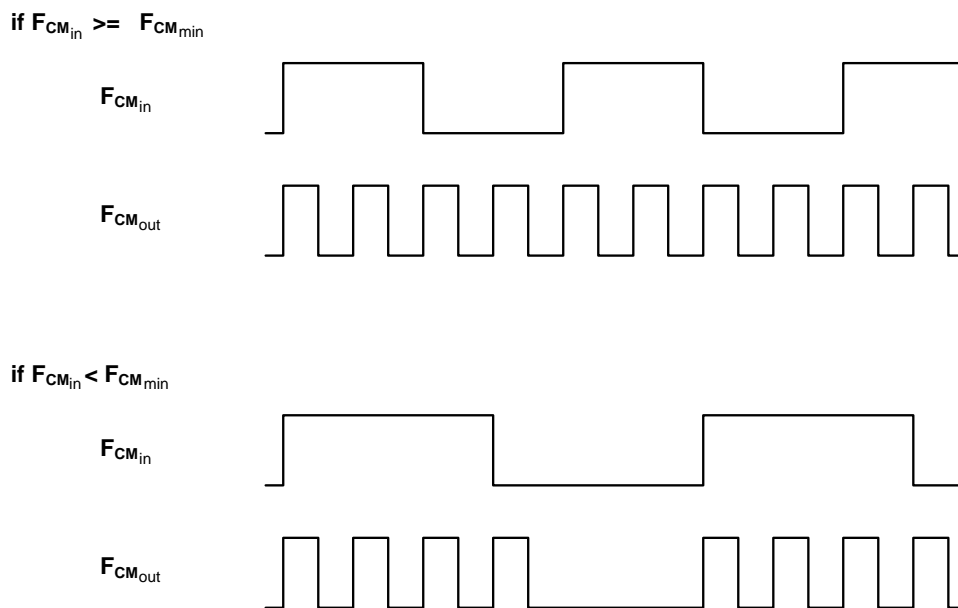 if FCMin >= FCMmin
FCMin
FCMout
if FCMin < FCMmin
FCMin
FCMout